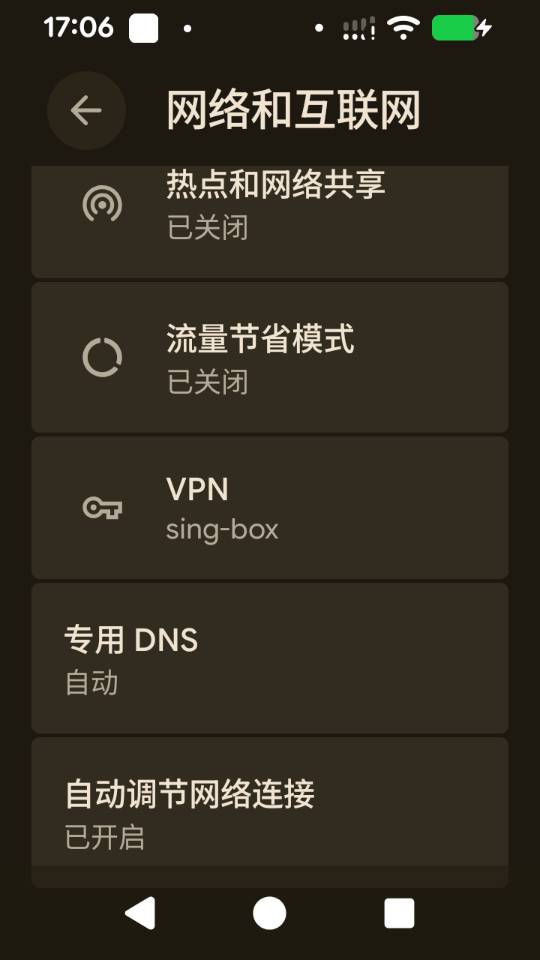 17:06
网络和互联网
热点和网络共享
已关闭
流量节省模式
已关闭
VPN
sing-box
专用 DNS
自动
自动调节网络连接
已开启